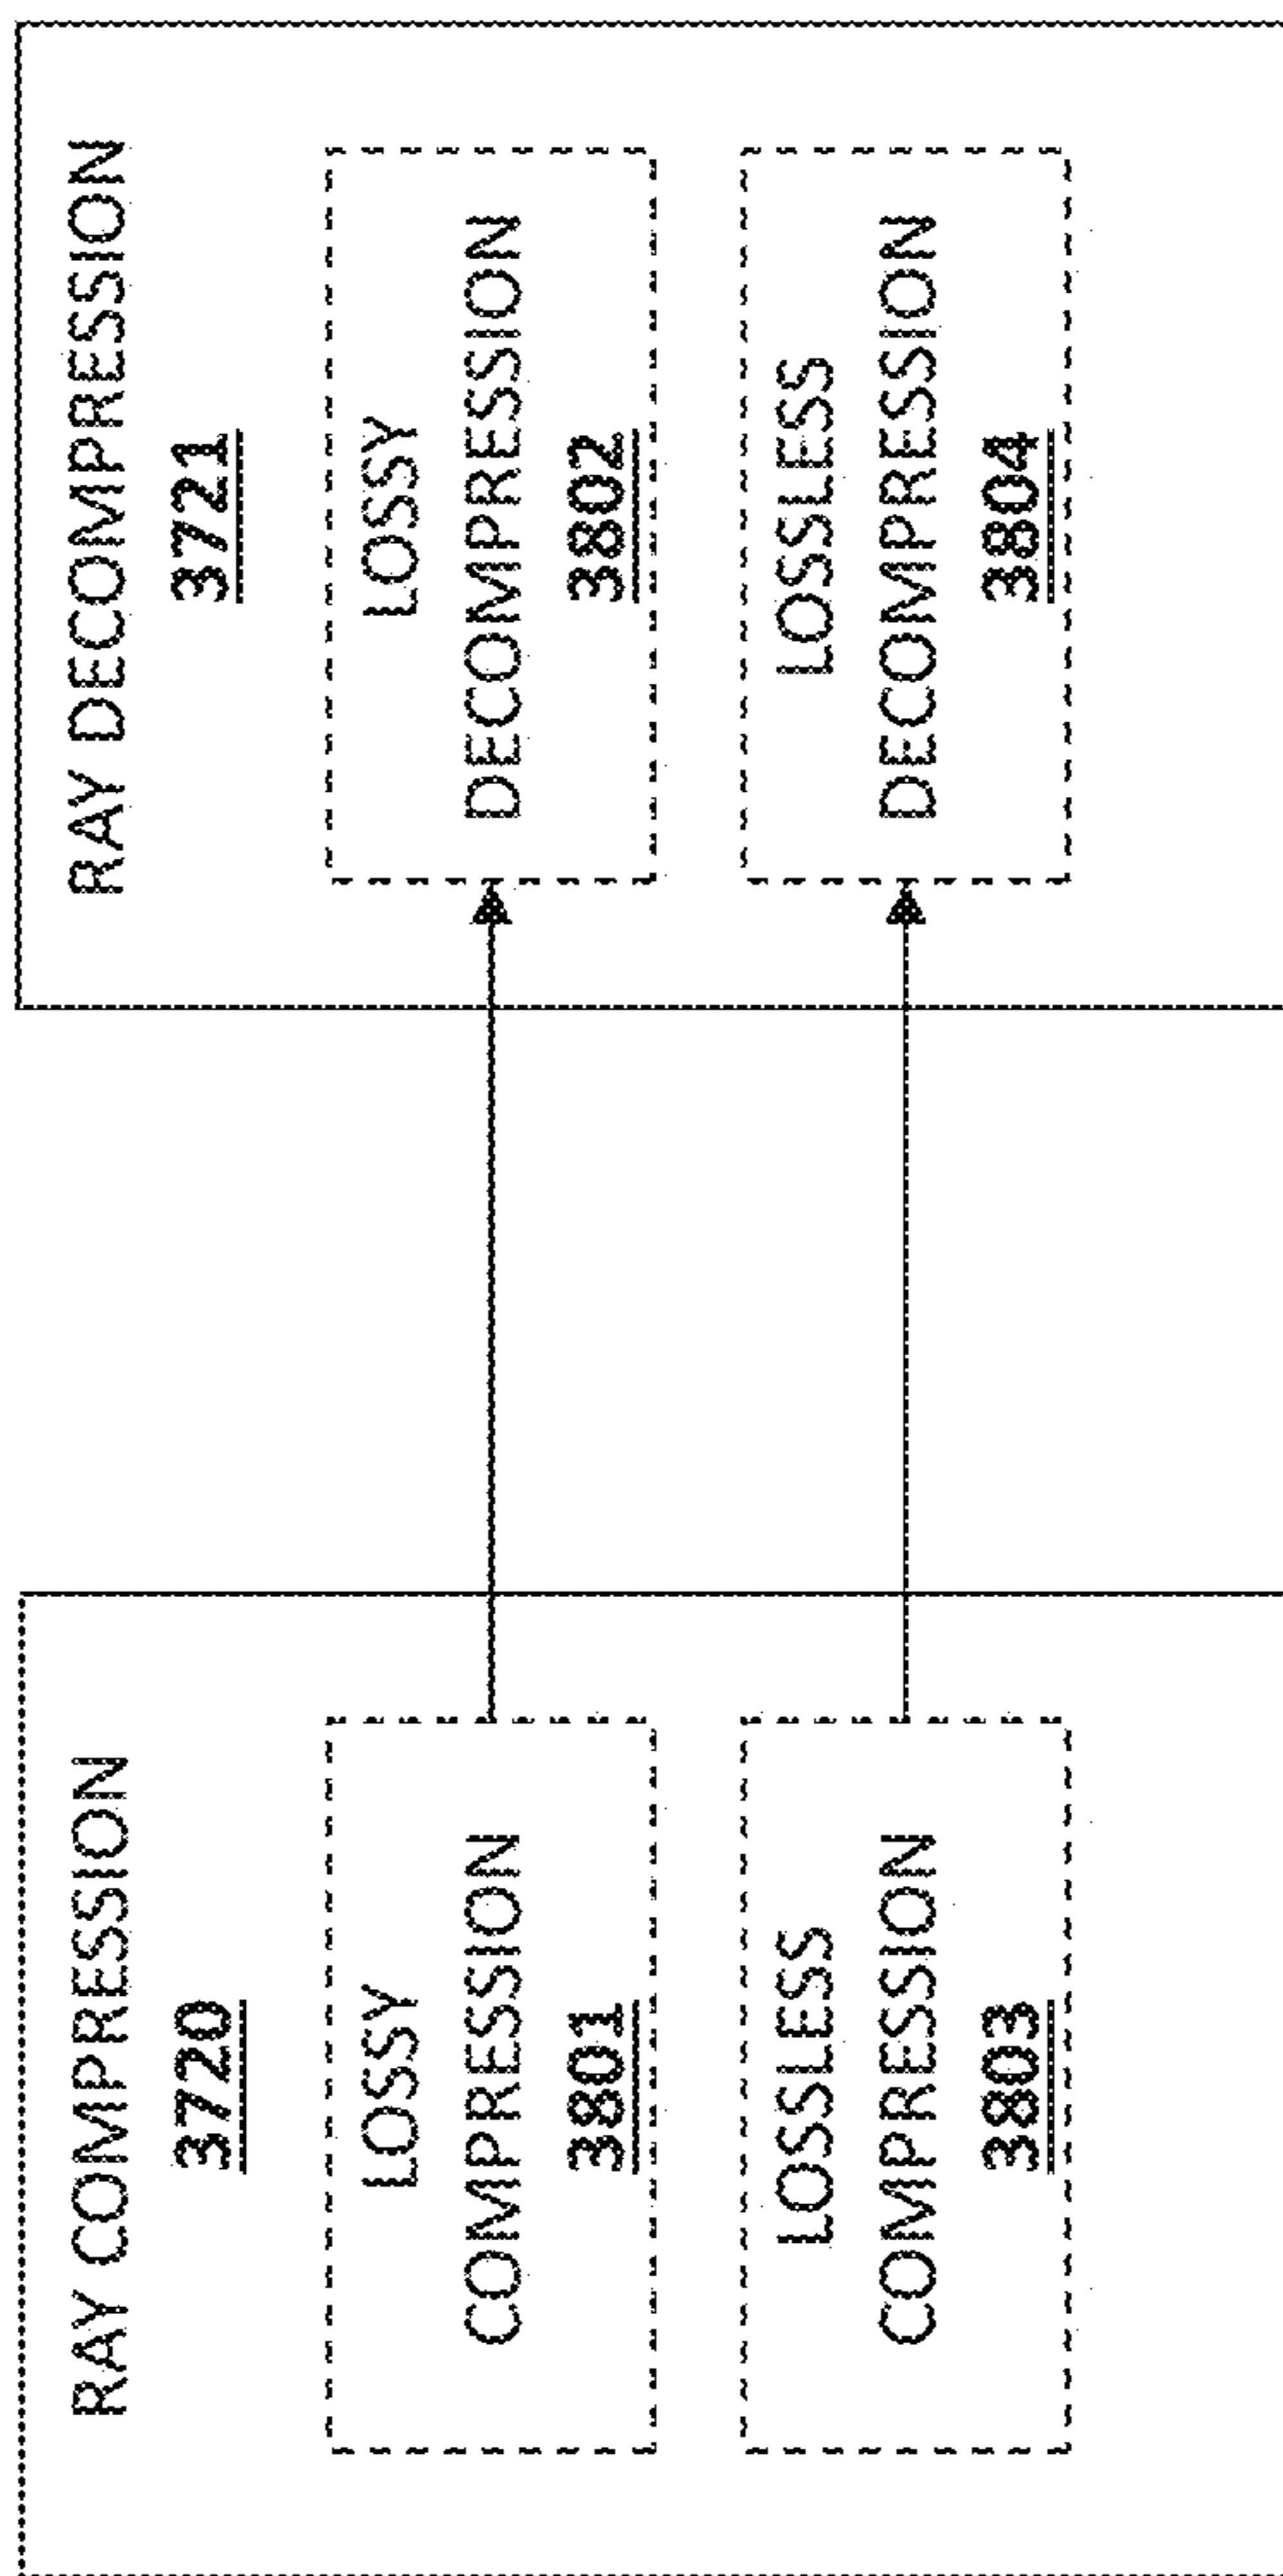 RAY COMPRESSION
3720
LOSSY
COMPRESSION
3801
LOSSLESS
COMPRESSION
3803
RAY DECOMPRESSION
3721
LOSSY
DECOMPRESSION
3802
LOSSLESS
DECOMPRESSION
3804